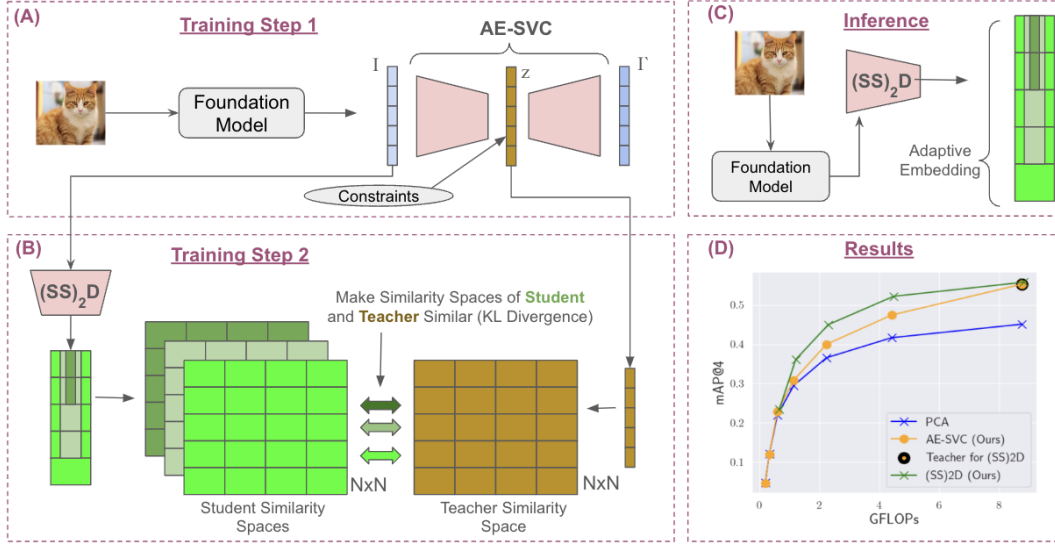 (A)
Training Step 1
AE-SVC
I
z
I`
Foundation
Model
Constraints
(B)
Training Step 2
(SS)₂D
Make Similarity Spaces of Student
and Teacher Similar (KL Divergence)
NxN
NxN
Student Similarity
Spaces
Teacher Similarity
Space
(C)
Inference
(SS)₂D
Foundation
Model
Adaptive
Embedding
(D)
Results
mAP@4
0.5
0.4
0.3
0.2
0.1
PCA
AE-SVC (Ours)
Teacher for (SS)2D
(SS)2D (Ours)
0 2 4 6 8
GFLOPs